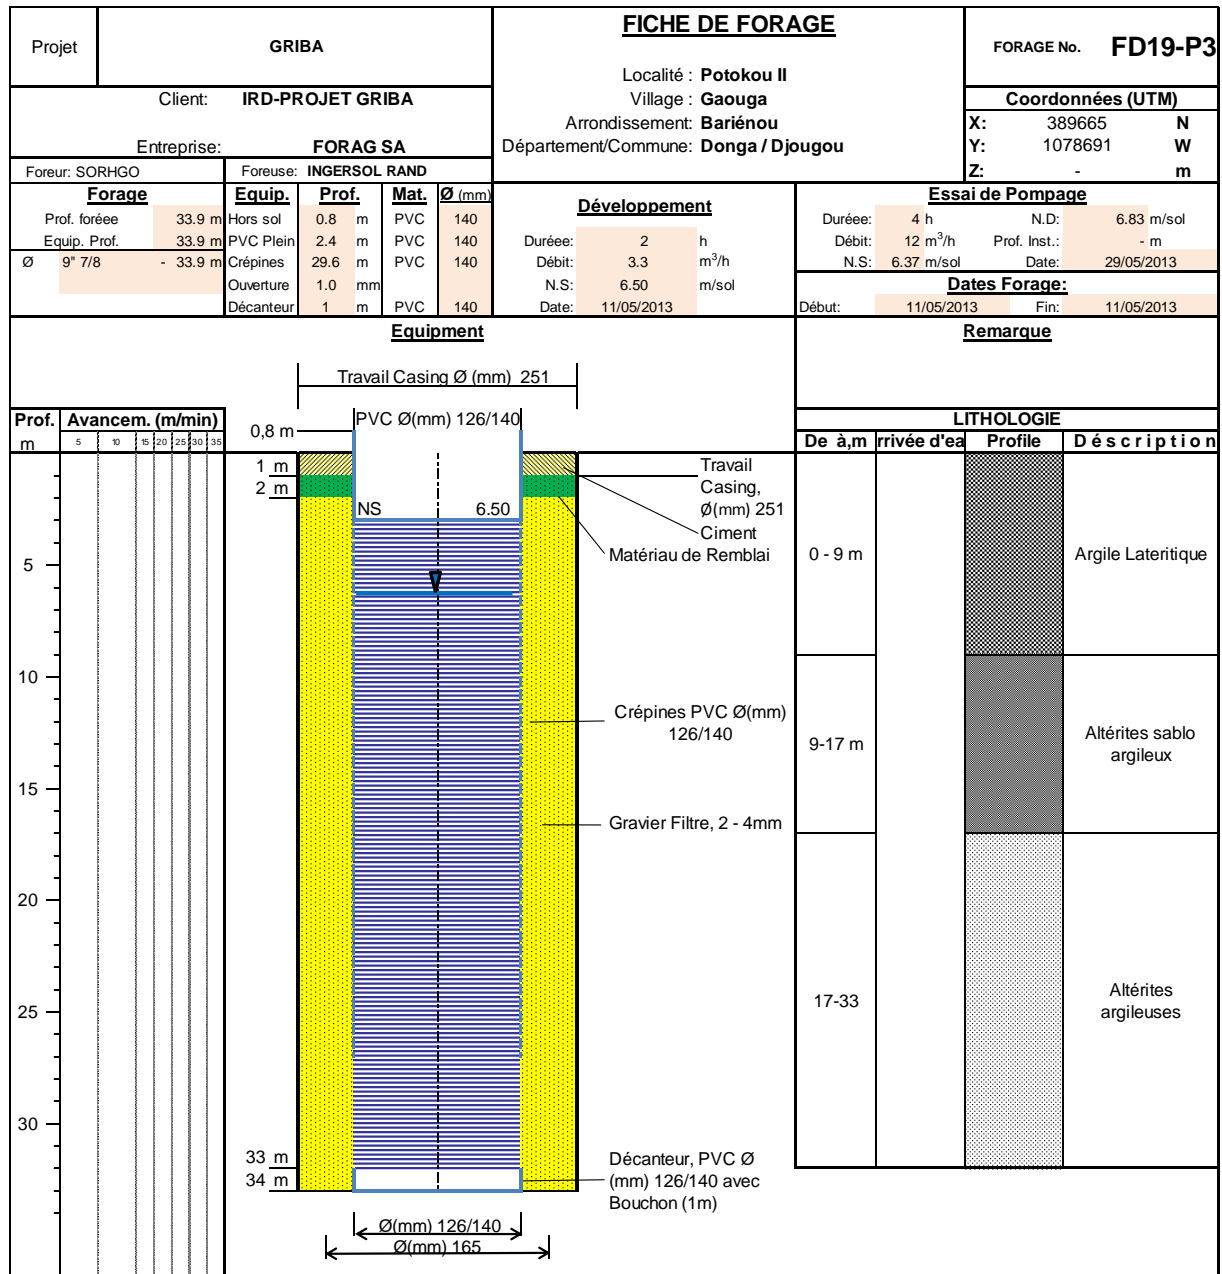 Projet
GRIBA
FICHE DE FORAGE
FORAGE No. FD19-P3
Localité : Potokou II
Client: IRD-PROJET GRIBA
Village : Gaouga
Coordonnées (UTM)
Arrondissement: Bariénou
X: 389665 N
Entreprise: FORAG SA
Département/Commune: Donga / Djougou
Y: 1078691 W
Foreur: SORHGO
Foreuse: INGERSOL RAND
Z: - m
Forage
Equip. Prof. Mat. Ø (mm)
Développement
Essai de Pompage
Prof. foréee 33.9 m
Hors sol 0.8 m PVC 140
Duréee: 4 h N.D: 6.83 m/sol
Equip. Prof. 33.9 m
PVC Plein 2.4 m PVC 140
Duréee: 2 h
Débit: 12 m3/h Prof. Inst.: - m
Ø 9" 7/8 - 33.9 m
Crépines 29.6 m PVC 140
Débit: 3.3 m3/h
N.S: 6.37 m/sol Date: 29/05/2013
Ouverture 1.0 mm
N.S: 6.50 m/sol
Dates Forage:
Décanteur 1 m PVC 140
Date: 11/05/2013
Début: 11/05/2013 Fin: 11/05/2013
Equipment
Remarque
Travail Casing Ø (mm) 251
Prof. Avancem. (m/min)
PVC Ø(mm) 126/140
LITHOLOGIE
0,8 m
m 5 10 15 20 25 30 35
De à,m rrivée d'ea Profile Déscription
1 m
2 m
Travail
Casing,
Ø(mm) 251
NS 6.50
Ciment
Matériau de Remblai
0 - 9 m
Argile Lateritique
5
10
Crépines PVC Ø(mm)
126/140
9-17 m
Altérites sablo
argileux
15
Gravier Filtre, 2 - 4mm
20
17-33
Altérites
argileuses
25
30
33 m
34 m
Décanteur, PVC Ø
(mm) 126/140 avec
Bouchon (1m)
Ø(mm) 126/140
Ø(mm) 165